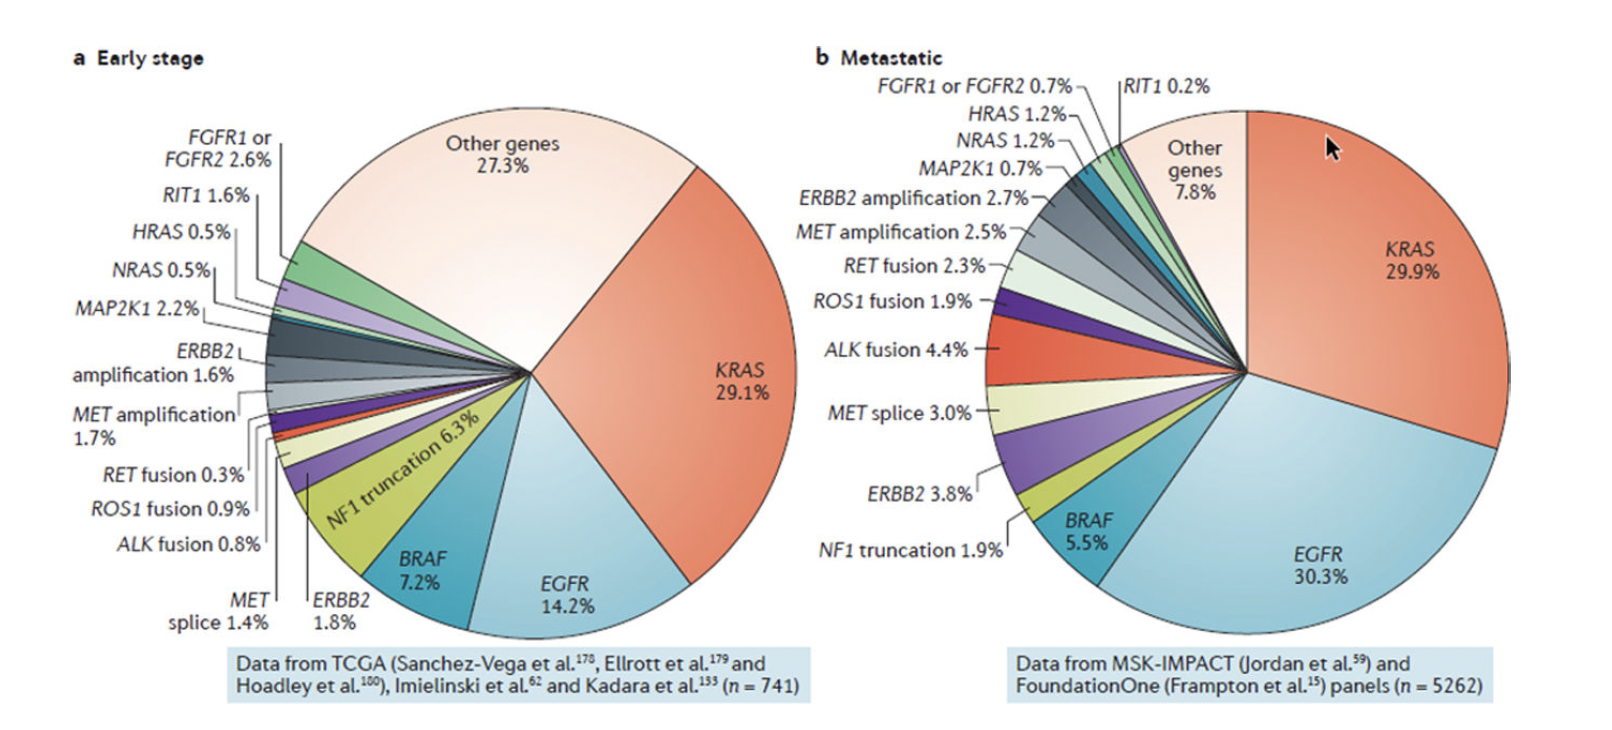 a Early stage
FGFR1 or
FGFR2 2.6%
RIT1 1.6%
HRAS 0.5%
NRAS 0.5%
MAP2K1 2.2%
ERBB2
amplification 1.6%
MET amplification
1.7%
RET fusion 0.3%
ROS1 fusion 0.9%
ALK fusion 0.8%
MET
splice 1.4%
ERBB2
1.8%
NF1 truncation 6.3%
BRAF
7.2%
EGFR
14.2%
KRAS
29.1%
Other genes
27.3%
Data from TCGA (Sanchez-Vega et al.178, Ellrott et al.179 and
Hoadley et al.180), Imielinski et al.62 and Kadara et al.133 (n = 741)
b Metastatic
FGFR1 or FGFR2 0.7%
RIT1 0.2%
HRAS 1.2%
NRAS 1.2%
MAP2K1 0.7%
ERBB2 amplification 2.7%
MET amplification 2.5%
RET fusion 2.3%
ROS1 fusion 1.9%
ALK fusion 4.4%
MET splice 3.0%
ERBB2 3.8%
NF1 truncation 1.9%
BRAF
5.5%
EGFR
30.3%
KRAS
29.9%
Other
genes
7.8%
Data from MSK-IMPACT (Jordan et al.59) and
FoundationOne (Frampton et al.15) panels (n = 5262)